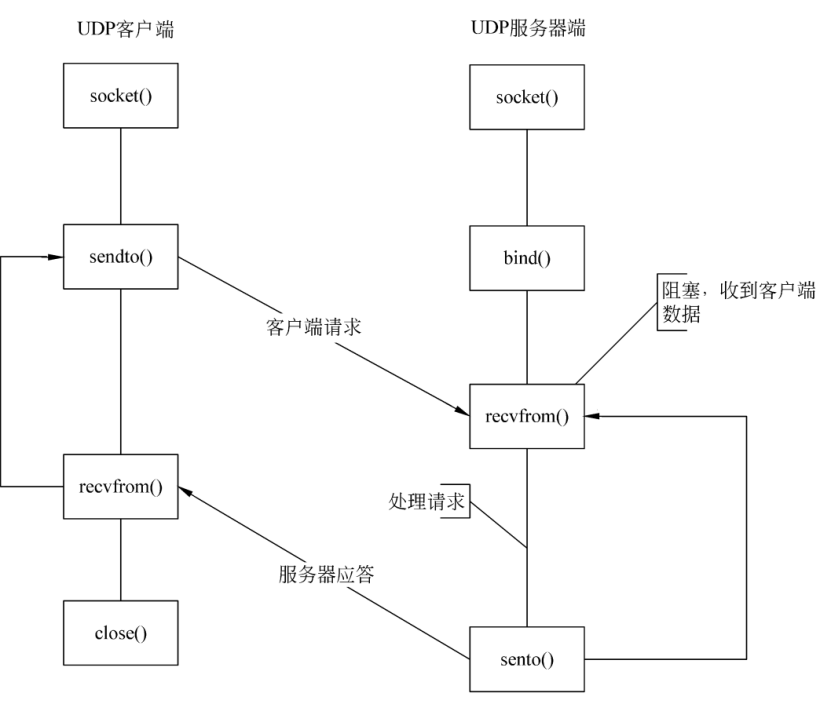 UDP客户端
UDP服务器端
socket()
socket()
sendto()
bind()
阻塞，收到客户端
数据
客户端请求
recvfrom()
recvfrom()
处理请求
服务器应答
close()
sento()